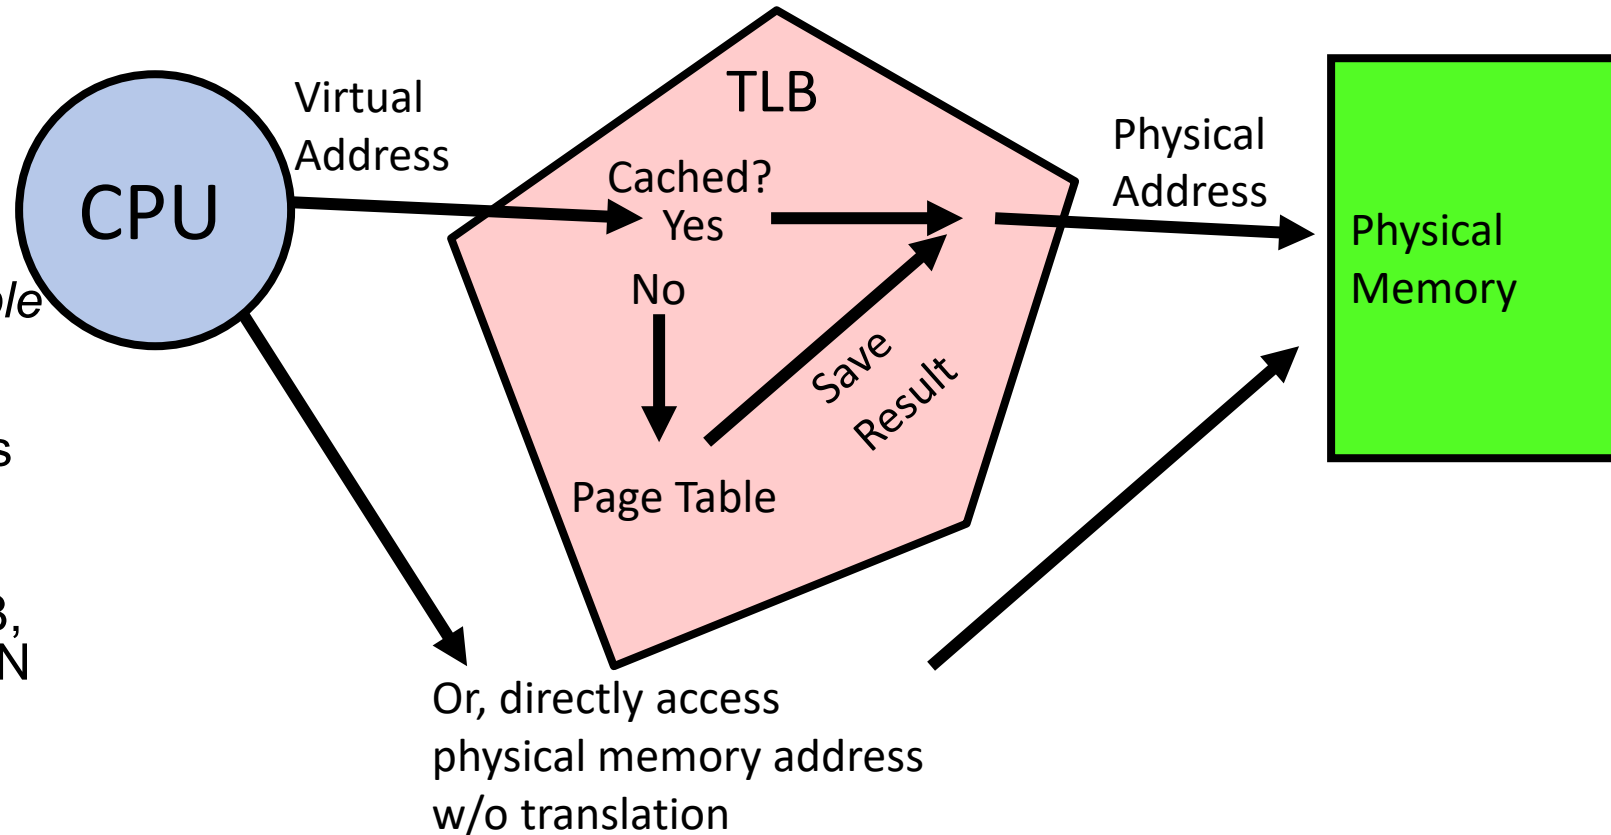 CPU
Virtual
Address
TLB
Cached?
Yes
No
Save
Result
Page Table
Physical
Address
Physical
Memory
Or, directly access
physical memory address
w/o translation
N